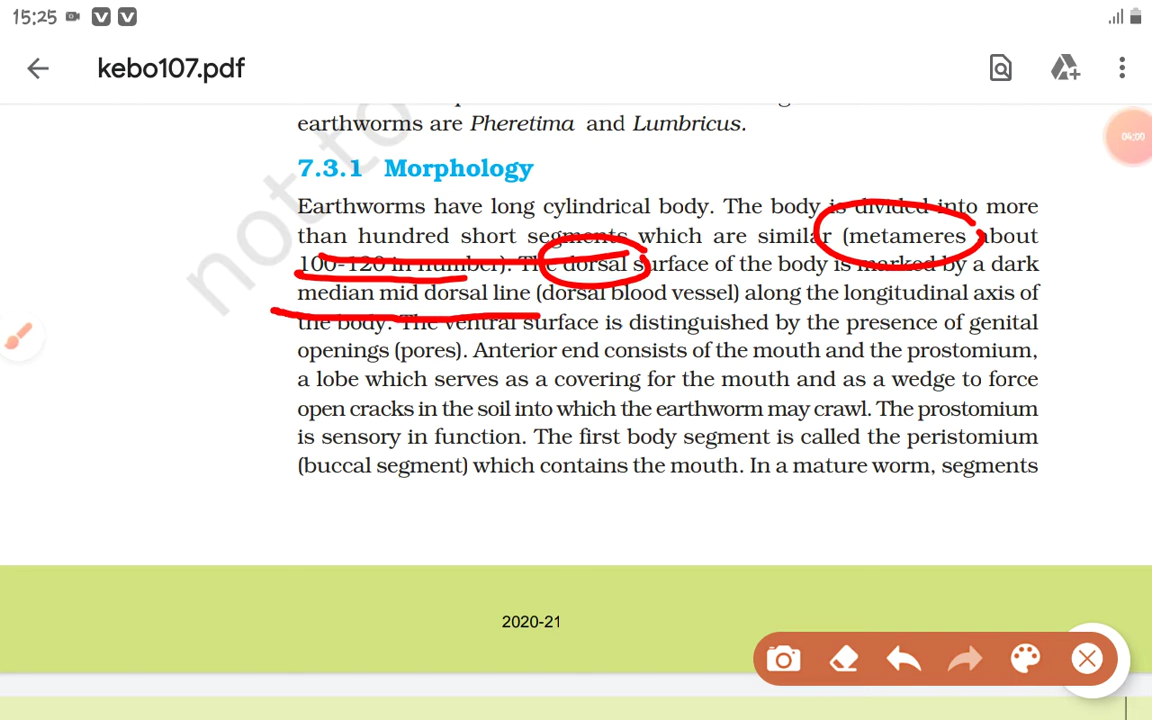 15:25
kebo107.pdf
04:00
earthworms are Pheretima and Lumbricus.
not to
7.3.1 Morphology
Earthworms have long cylindrical body. The body is divided into more
than hundred short segments which are similar (metameres about
100-120 in number). The dorsal surface of the body is marked by a dark
median mid dorsal line (dorsal blood vessel) along the longitudinal axis of
the body. The ventral surface is distinguished by the presence of genital
openings (pores). Anterior end consists of the mouth and the prostomium,
a lobe which serves as a covering for the mouth and as a wedge to force
open cracks in the soil into which the earthworm may crawl. The prostomium
is sensory in function. The first body segment is called the peristomium
(buccal segment) which contains the mouth. In a mature worm, segments
2020-21